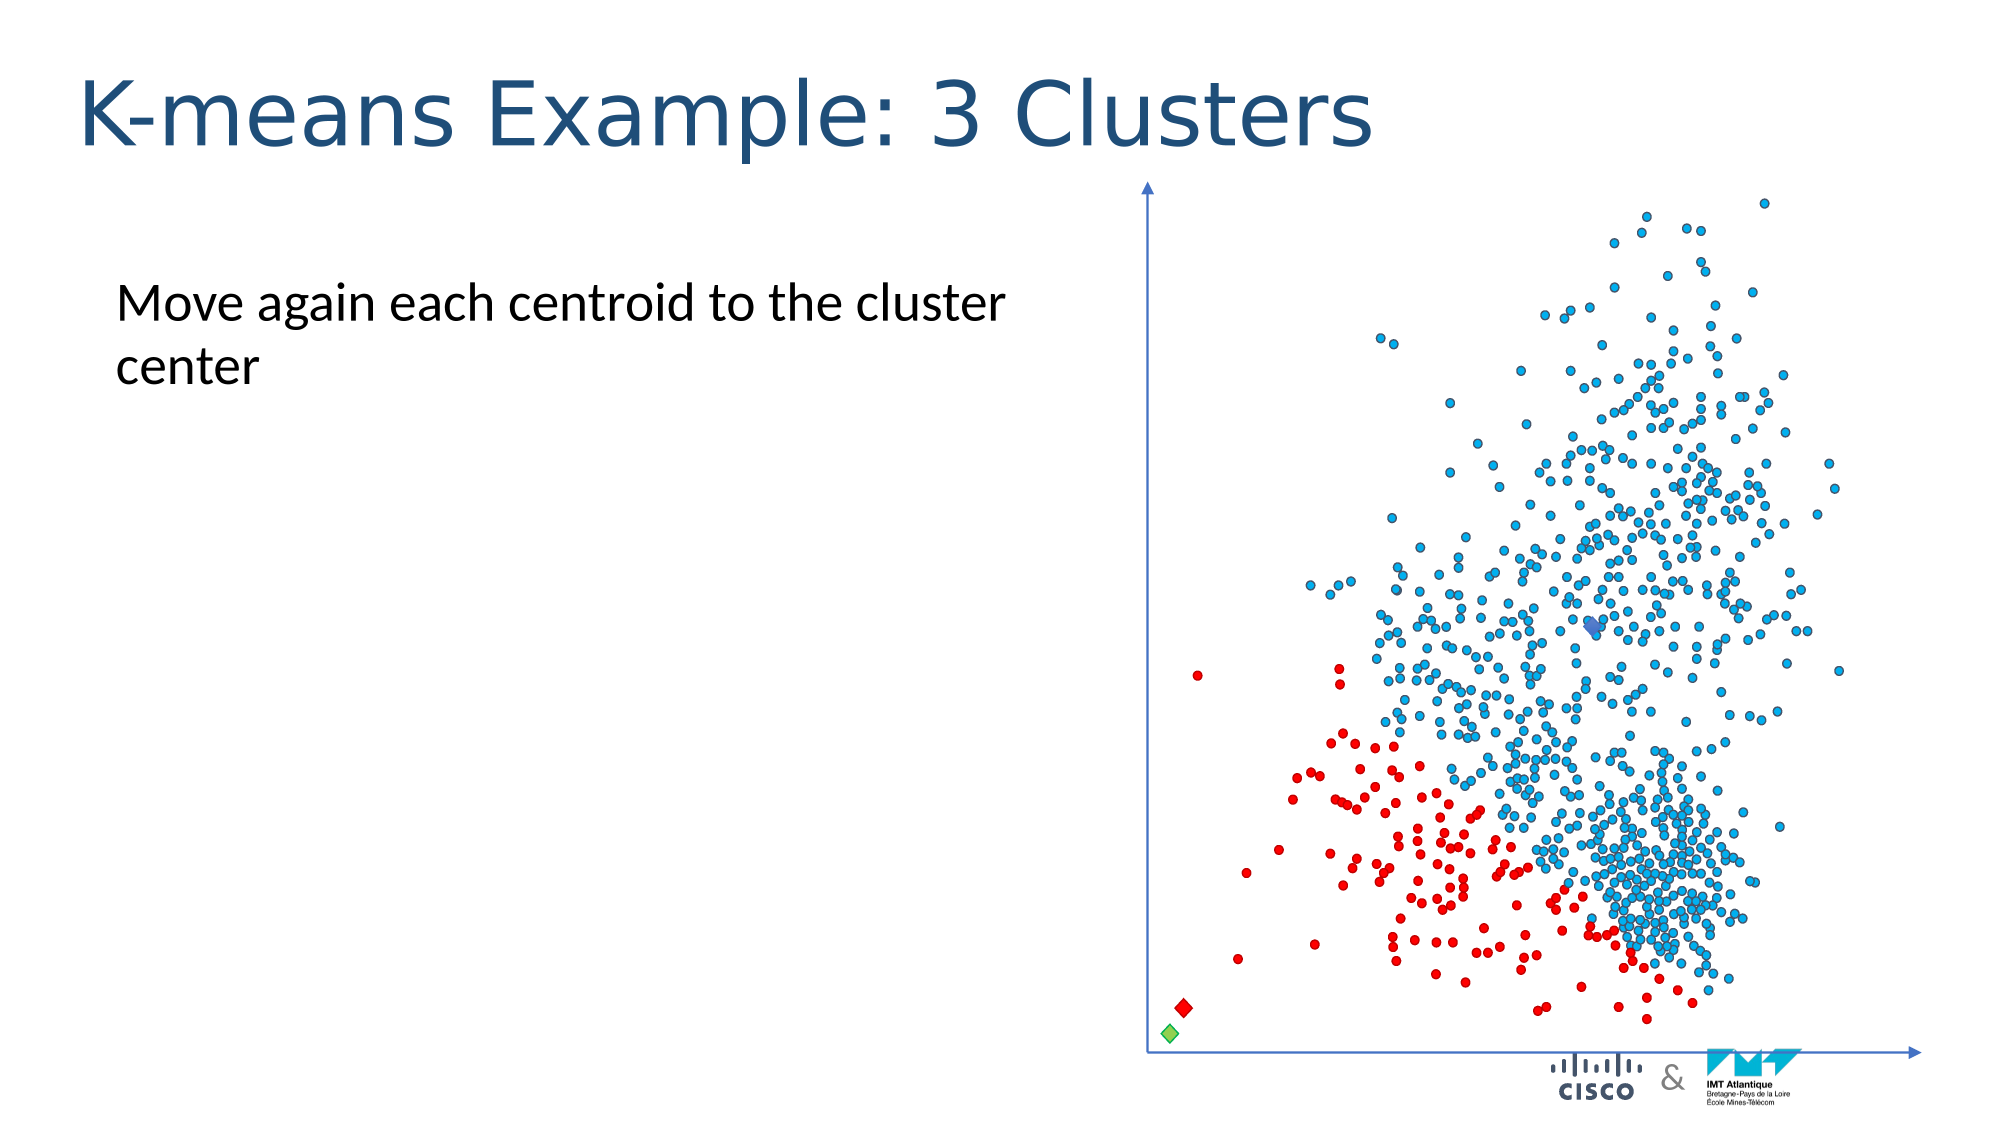 K-means Example: 3 Clusters
Move again each centroid to the cluster
center
CISCO
&
IMT Atlantique
Bretagne-Pays de la Loire
École Mines-Télécom